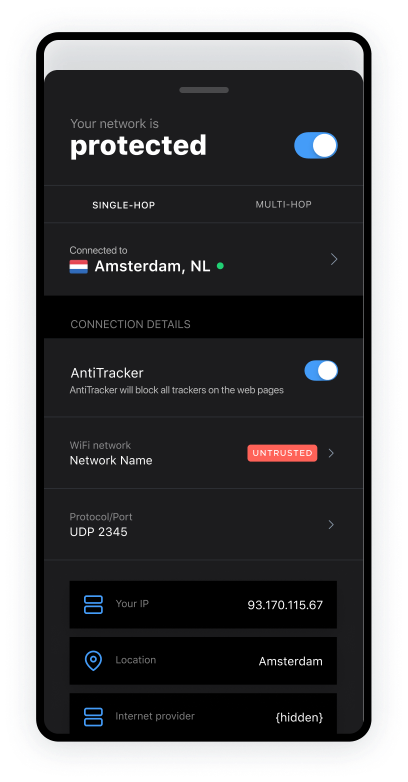 Your network is
protected
SINGLE-HOP
MULTI-HOP
Connected to
Amsterdam, NL
CONNECTION DETAILS
AntiTracker
AntiTracker will block all trackers on the web pages
WiFi network
Network Name
UNTRUSTED
Protocol/Port
UDP 2345
Your IP
93.170.115.67
Location
Amsterdam
Internet provider
{hidden}